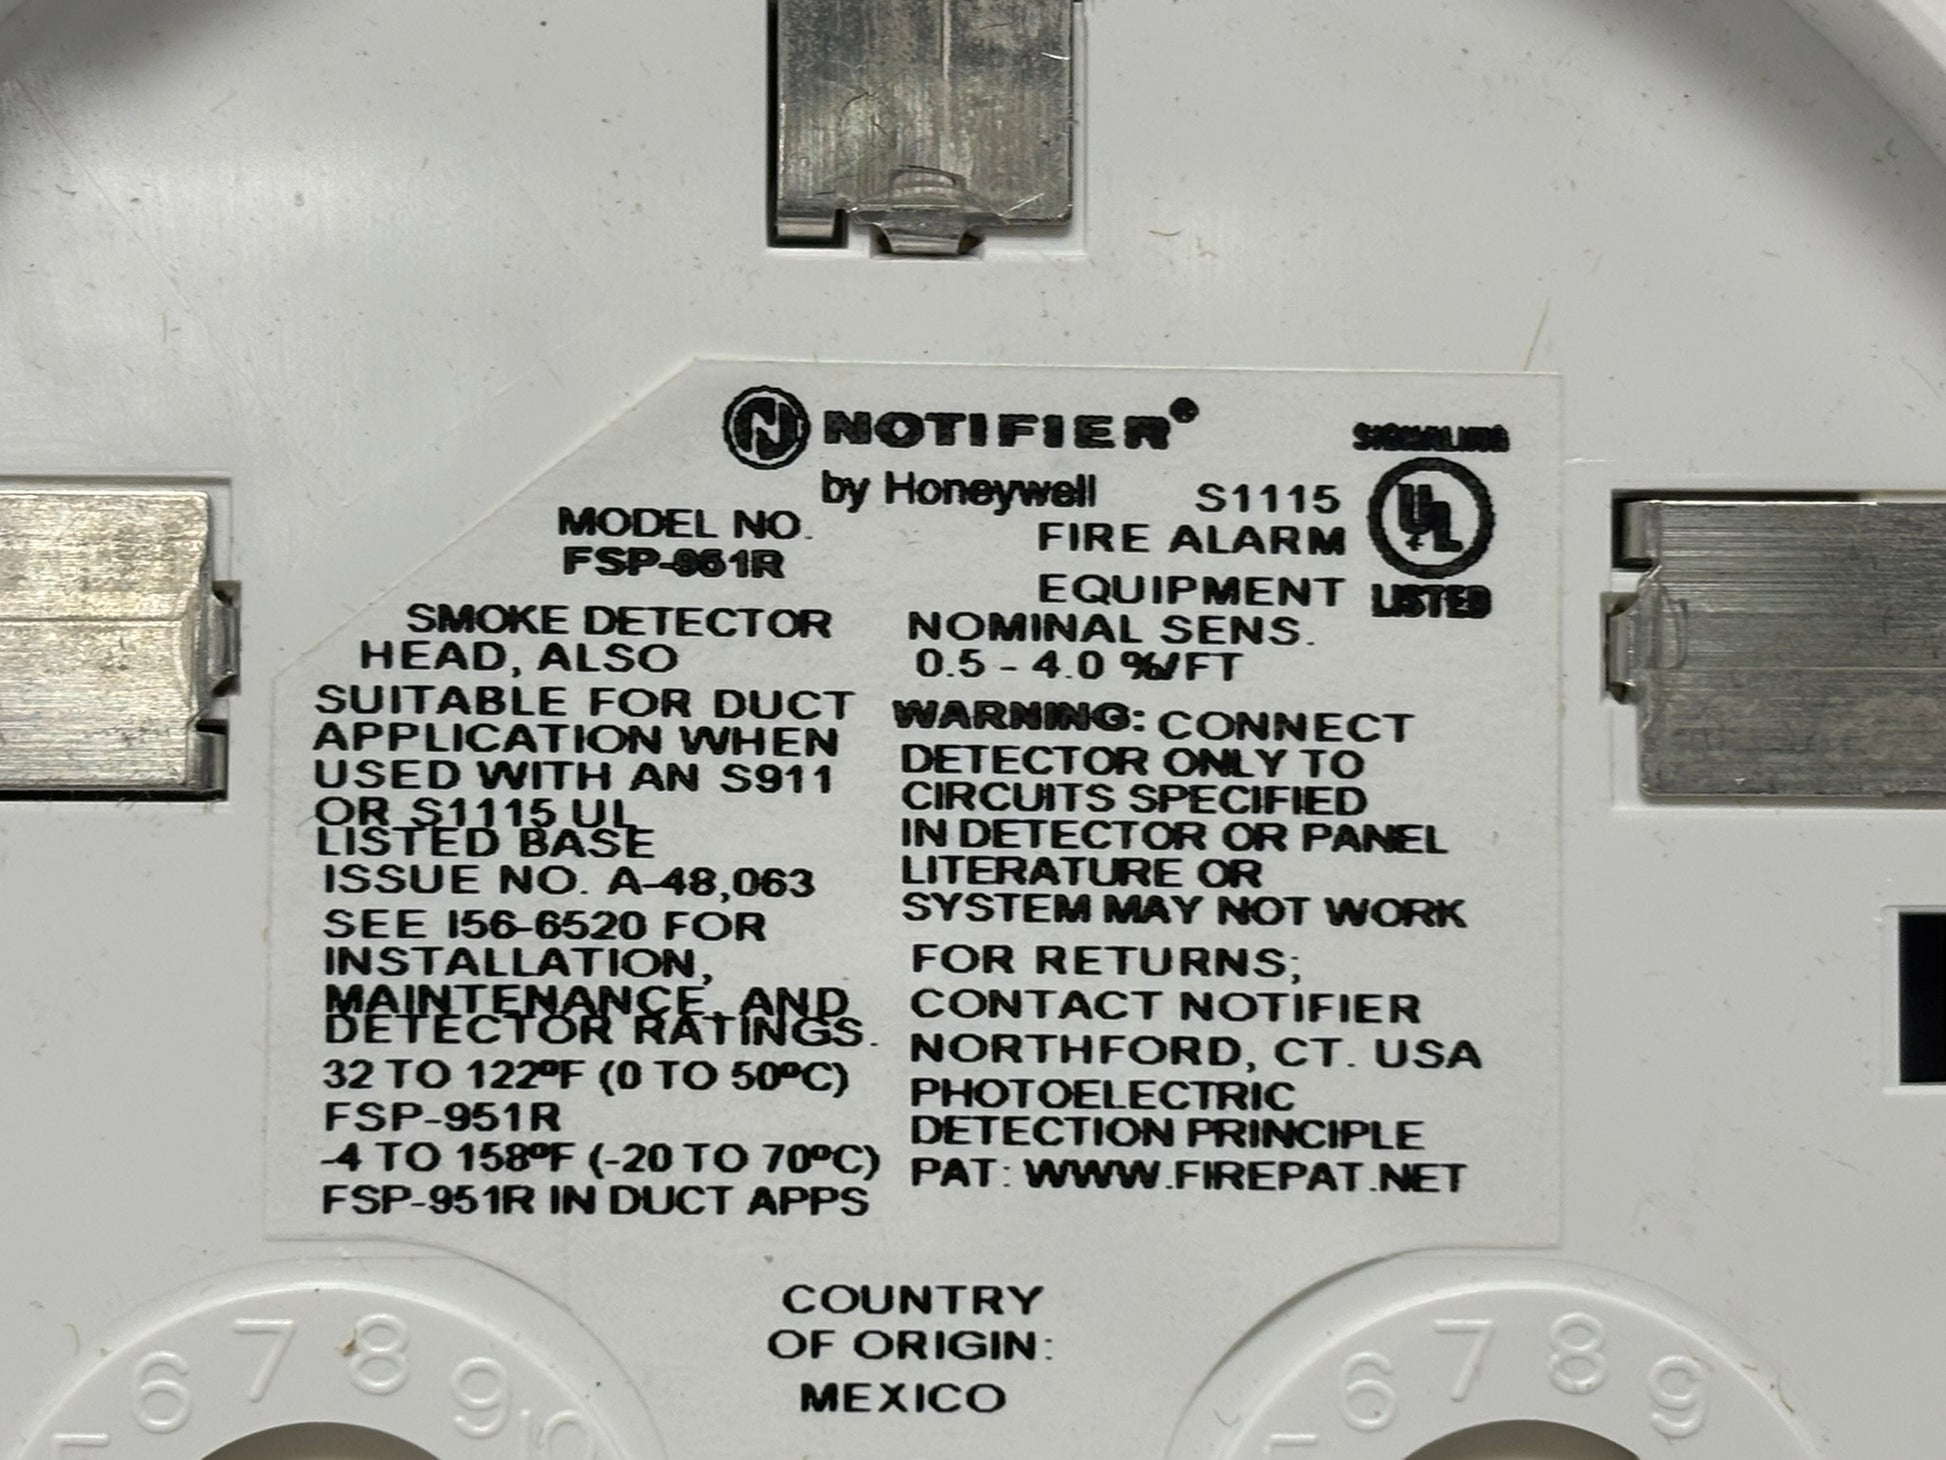 NOTIFIER®
by Honeywell
SIGNALING
UL
LISTED
S1115
FIRE ALARM
EQUIPMENT
MODEL NO.
FSP-951R
SMOKE DETECTOR
HEAD, ALSO
SUITABLE FOR DUCT
APPLICATION WHEN
USED WITH AN S911
OR S1115 UL
LISTED BASE
ISSUE NO. A-48,063
SEE I56-6520 FOR
INSTALLATION,
MAINTENANCE, AND
DETECTOR RATINGS.
32 TO 122ºF (0 TO 50ºC)
FSP-951R
-4 TO 158ºF (-20 TO 70ºC)
FSP-951R IN DUCT APPS
NOMINAL SENS.
0.5 - 4.0 %/FT
WARNING: CONNECT
DETECTOR ONLY TO
CIRCUITS SPECIFIED
IN DETECTOR OR PANEL
LITERATURE OR
SYSTEM MAY NOT WORK
FOR RETURNS;
CONTACT NOTIFIER
NORTHFORD, CT. USA
PHOTOELECTRIC
DETECTION PRINCIPLE
PAT: WWW.FIREPAT.NET
COUNTRY
OF ORIGIN:
MEXICO
5 6 7 8 9 10
5 6 7 8 9